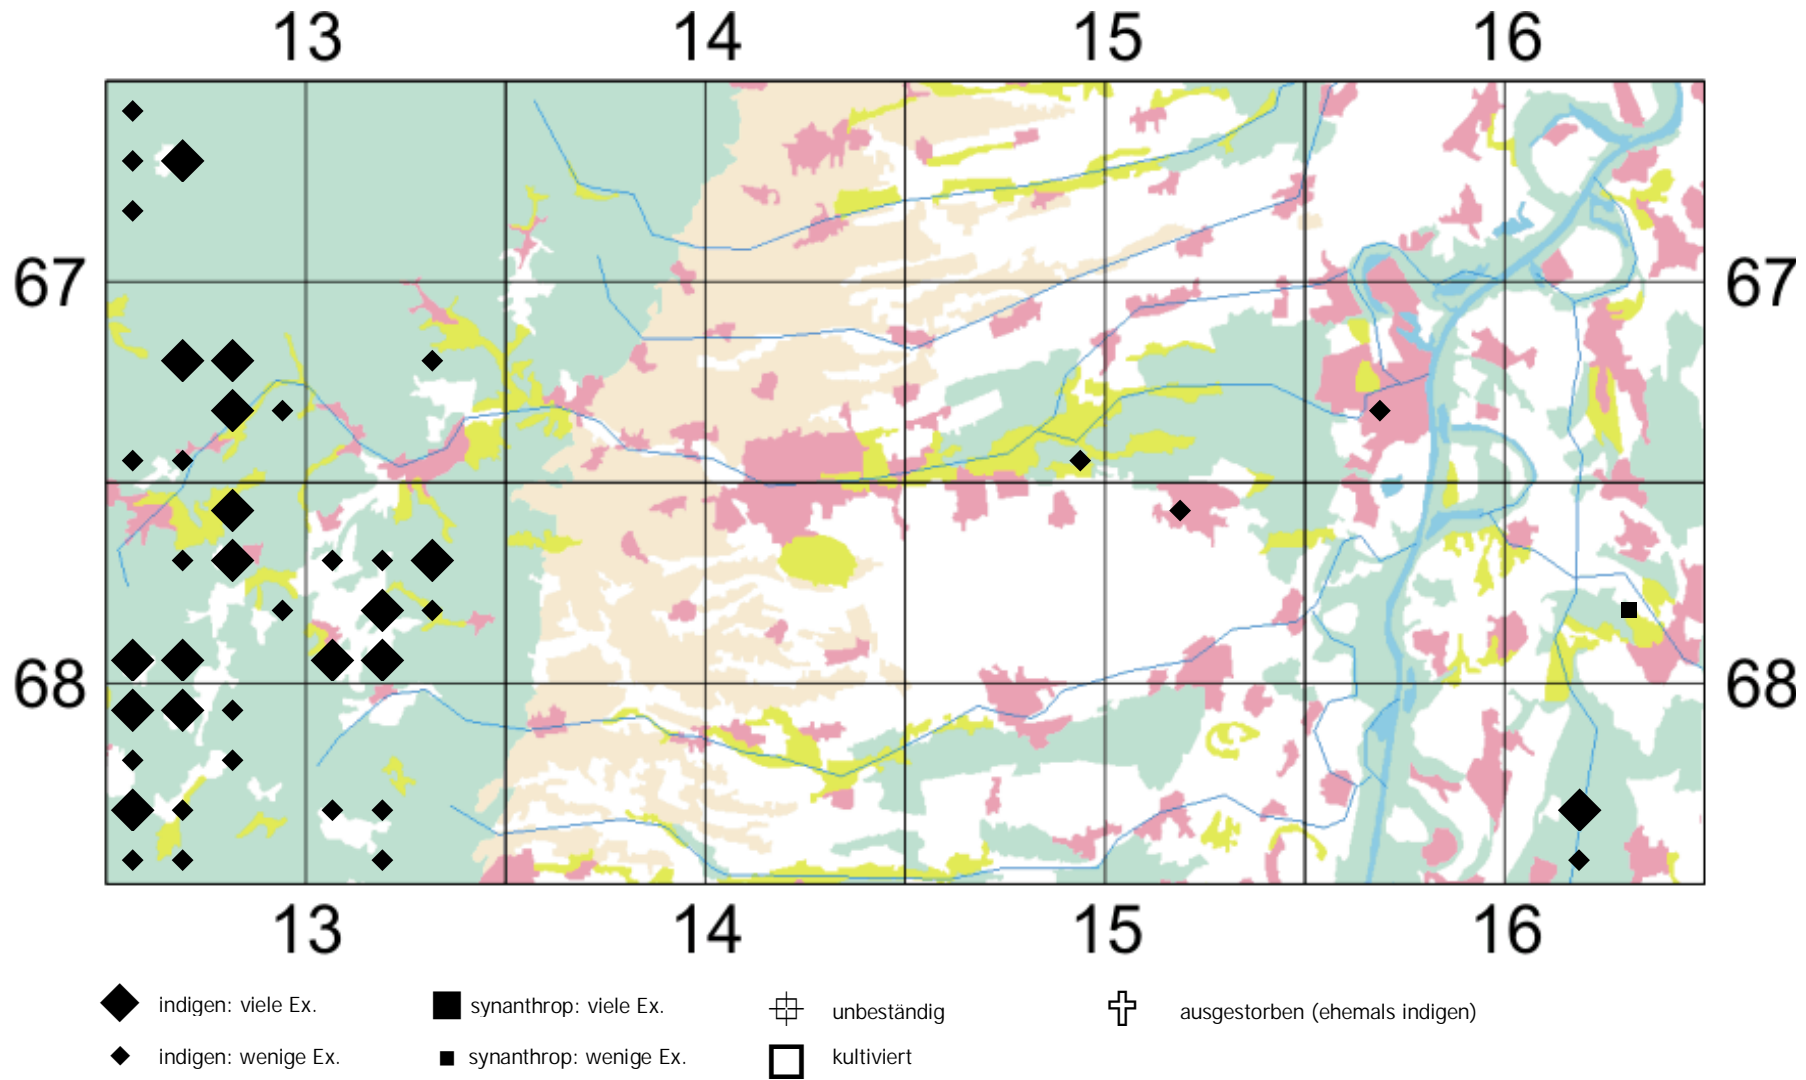 13 14 15 16
67 67
68 68
13 14 15 16
indigen: viele Ex. synanthrop: viele Ex. unbeständig ausgestorben (ehemals indigen)
indigen: wenige Ex. synanthrop: wenige Ex. kultiviert